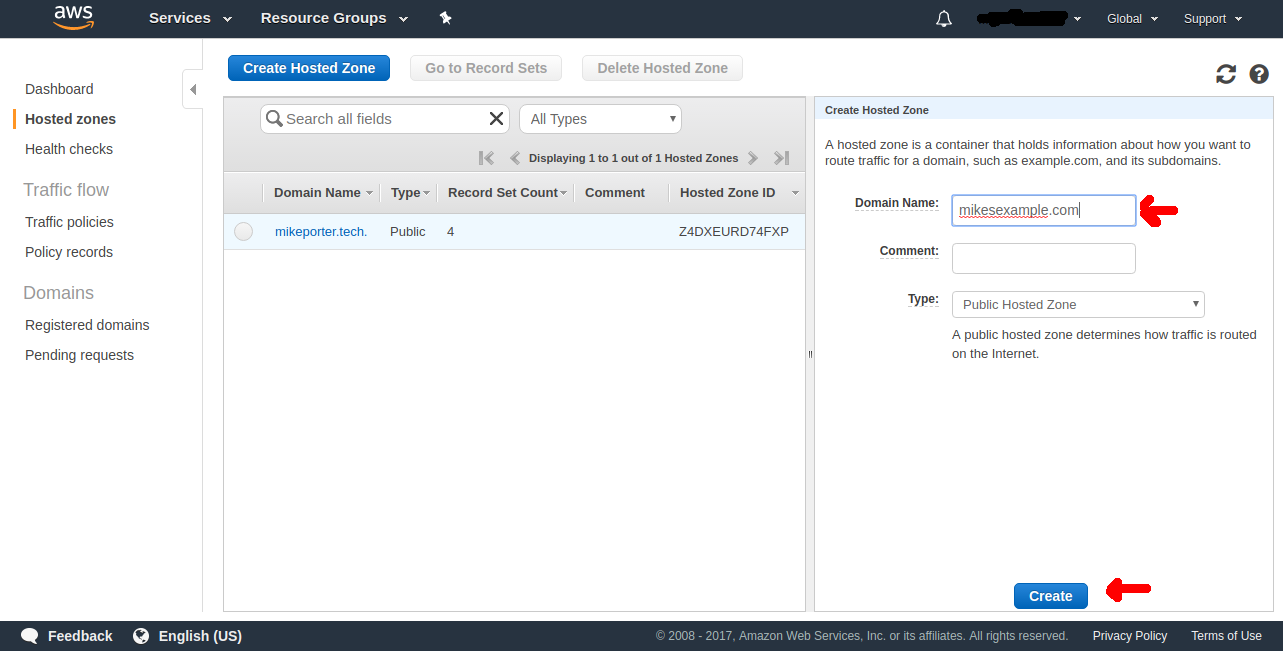 aws Services Resource Groups Global Support
Dashboard
Hosted zones
Health checks
Traffic flow
Traffic policies
Policy records
Domains
Registered domains
Pending requests
Create Hosted Zone Go to Record Sets Delete Hosted Zone
Search all fields All Types
Displaying 1 to 1 out of 1 Hosted Zones
Domain Name Type Record Set Count Comment Hosted Zone ID
mikeporter.tech. Public 4 Z4DXEURD74FXP
Create Hosted Zone
A hosted zone is a container that holds information about how you want to
route traffic for a domain, such as example.com, and its subdomains.
Domain Name: mikesexample.com
Comment:
Type: Public Hosted Zone
A public hosted zone determines how traffic is routed
on the Internet.
Create
Feedback English (US) © 2008 - 2017, Amazon Web Services, Inc. or its affiliates. All rights reserved. Privacy Policy Terms of Use